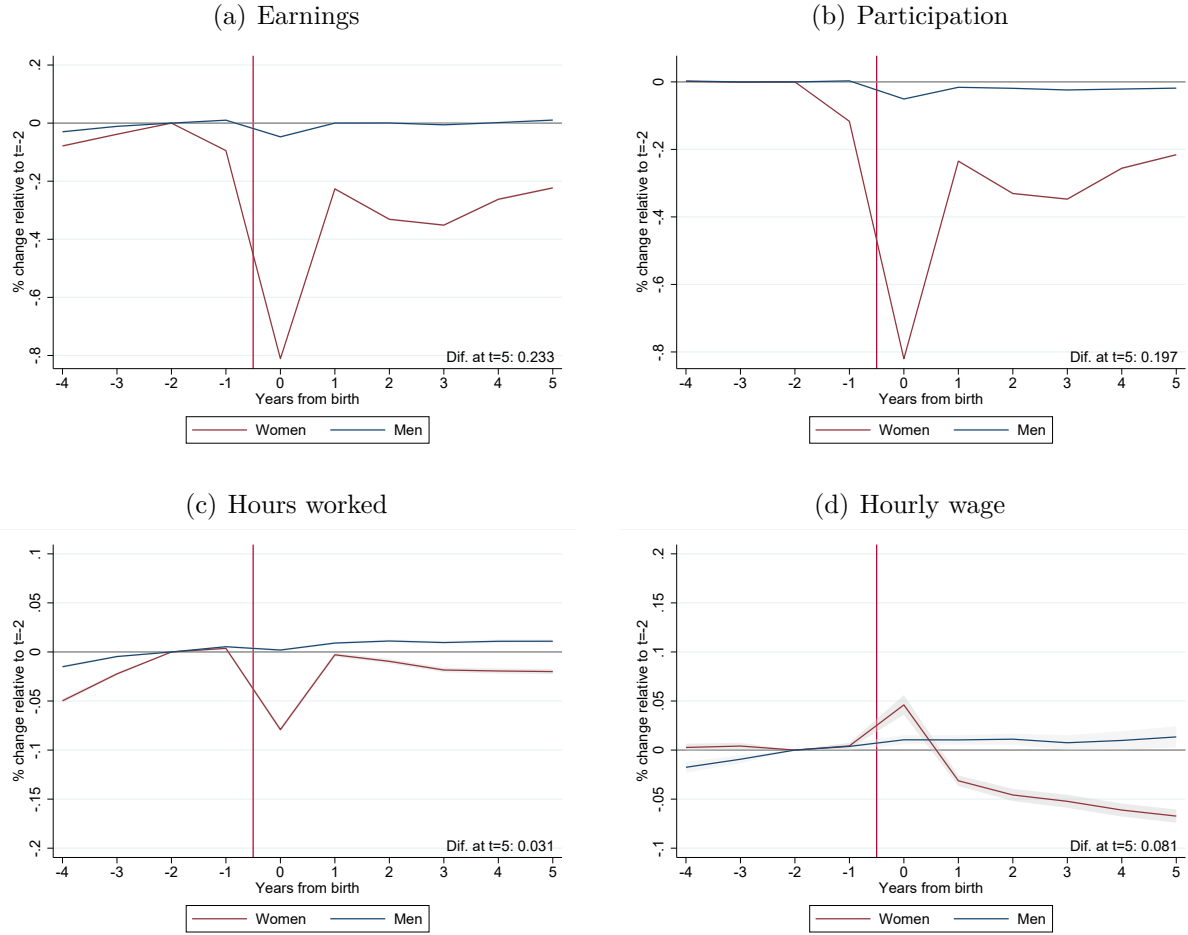 (a) Earnings
% change relative to t=-2
.2
0
-.2
-.4
-.6
-.8
Dif. at t=5: 0.233
-4 -3 -2 -1 0 1 2 3 4 5
Years from birth
Women Men
(b) Participation
% change relative to t=-2
0
-.2
-.4
-.6
-.8
Dif. at t=5: 0.197
-4 -3 -2 -1 0 1 2 3 4 5
Years from birth
Women Men
(c) Hours worked
% change relative to t=-2
.1
.05
0
-.05
-.1
-.15
-.2
Dif. at t=5: 0.031
-4 -3 -2 -1 0 1 2 3 4 5
Years from birth
Women Men
(d) Hourly wage
% change relative to t=-2
.2
.15
.1
.05
0
-.05
-.1
Dif. at t=5: 0.081
-4 -3 -2 -1 0 1 2 3 4 5
Years from birth
Women Men